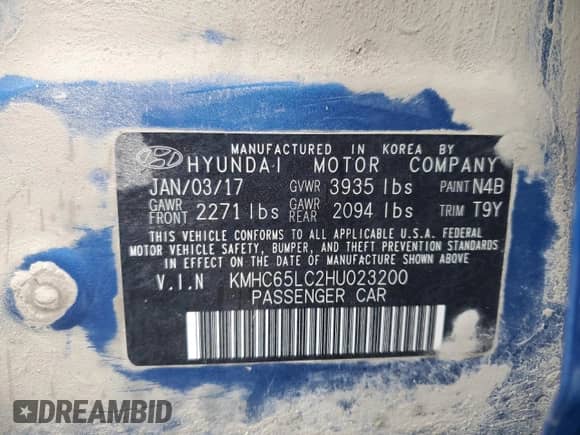 MANUFACTURED IN KOREA BY
HYUNDAI MOTOR COMPANY
JAN/03/17 GVWR 3935 lbs PAINT N4B
GAWR FRONT 2271 lbs GAWR REAR 2094 lbs TRIM T9Y
THIS VEHICLE CONFORMS TO ALL APPLICABLE U.S.A. FEDERAL
MOTOR VEHICLE SAFETY, BUMPER, AND THEFT PREVENTION
STANDARDS IN EFFECT ON THE DATE OF MANUFACTURE SHOWN ABOVE
V.I.N KMHC65LC2HU023200
PASSENGER CAR
DREAMBID